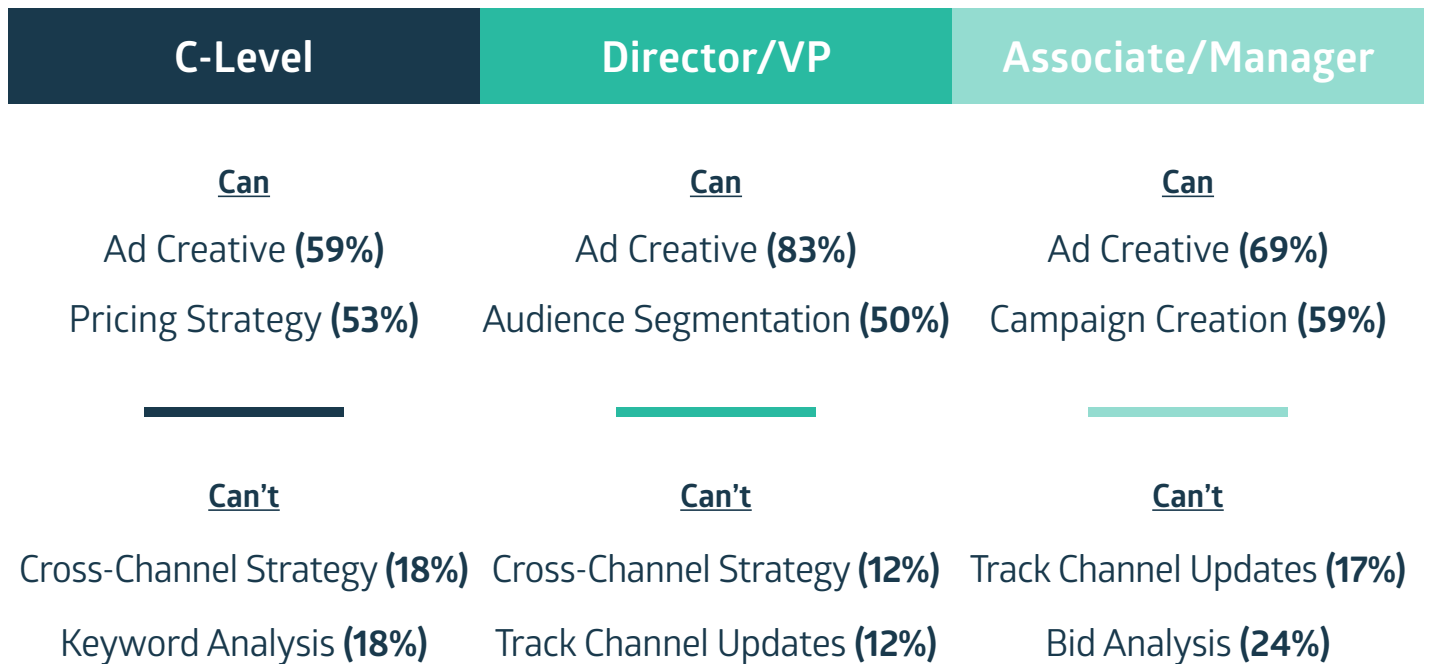 C-Level
Director/VP
Associate/Manager
Can
Ad Creative (59%)
Pricing Strategy (53%)
Can
Ad Creative (83%)
Audience Segmentation (50%)
Can
Ad Creative (69%)
Campaign Creation (59%)
Can’t
Cross-Channel Strategy (18%)
Keyword Analysis (18%)
Can’t
Cross-Channel Strategy (12%)
Track Channel Updates (12%)
Can’t
Track Channel Updates (17%)
Bid Analysis (24%)